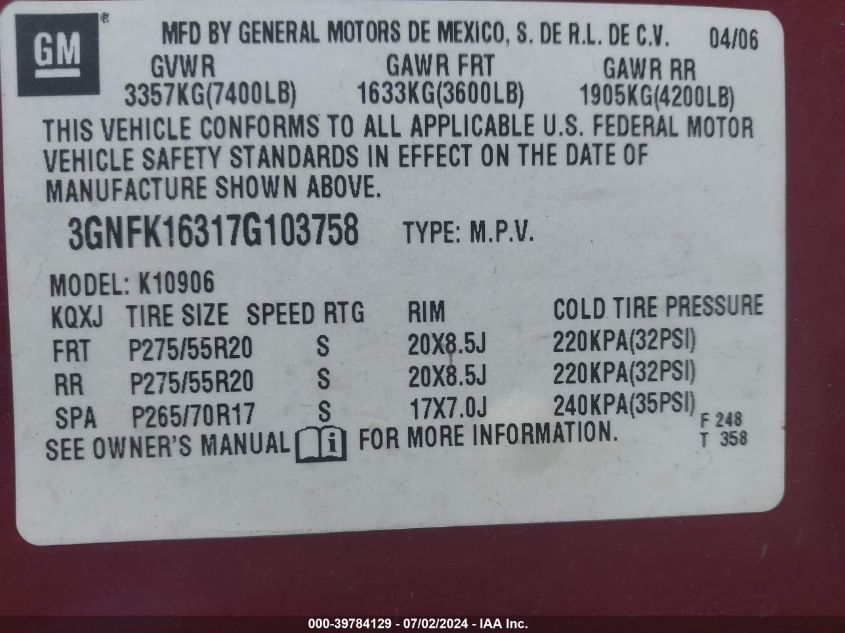 GM®
MFD BY GENERAL MOTORS DE MEXICO, S. DE R.L. DE C.V. 04/06
GVWR GAWR FRT GAWR RR
3357KG(7400LB) 1633KG(3600LB) 1905KG(4200LB)
THIS VEHICLE CONFORMS TO ALL APPLICABLE U.S. FEDERAL MOTOR
VEHICLE SAFETY STANDARDS IN EFFECT ON THE DATE OF
MANUFACTURE SHOWN ABOVE.
3GNFK16317G103758 TYPE: M.P.V.
MODEL: K10906
KQXJ TIRE SIZE SPEED RTG RIM COLD TIRE PRESSURE
FRT P275/55R20 S 20X8.5J 220KPA(32PSI)
RR P275/55R20 S 20X8.5J 220KPA(32PSI)
SPA P265/70R17 S 17X7.0J 240KPA(35PSI)
SEE OWNER'S MANUAL i FOR MORE INFORMATION.
F 248
T 358
000-39784129 - 07/02/2024 - IAA Inc.